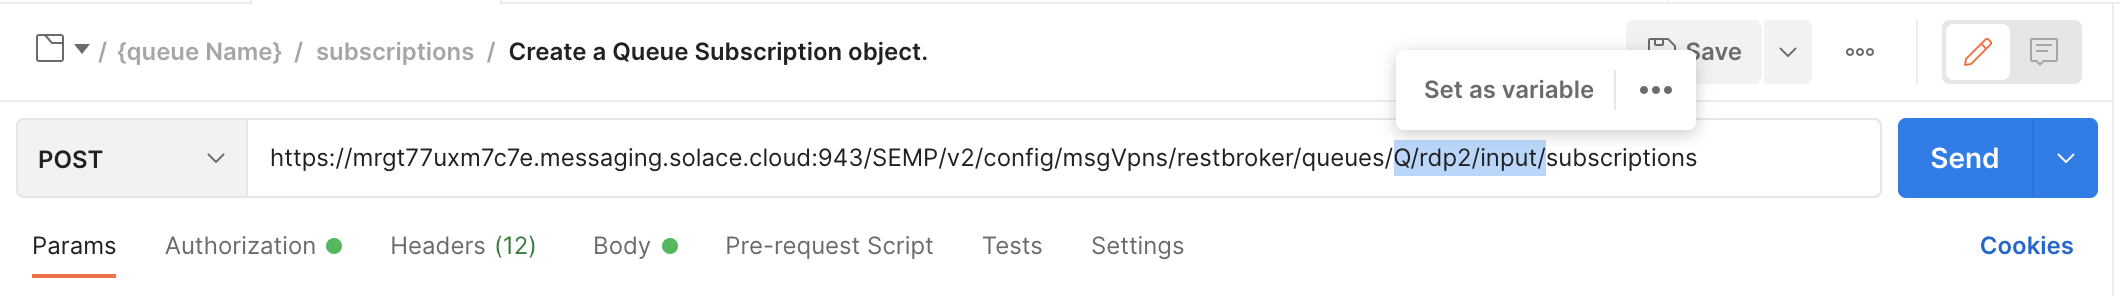 / {queue Name} / subscriptions / Create a Queue Subscription object.
Save
Set as variable
POST
https://mrgt77uxm7c7e.messaging.solace.cloud:943/SEMP/v2/config/msgVpns/restbroker/queues/Q/rdp2/input/subscriptions
Send
Params Authorization Headers (12) Body Pre-request Script Tests Settings Cookies